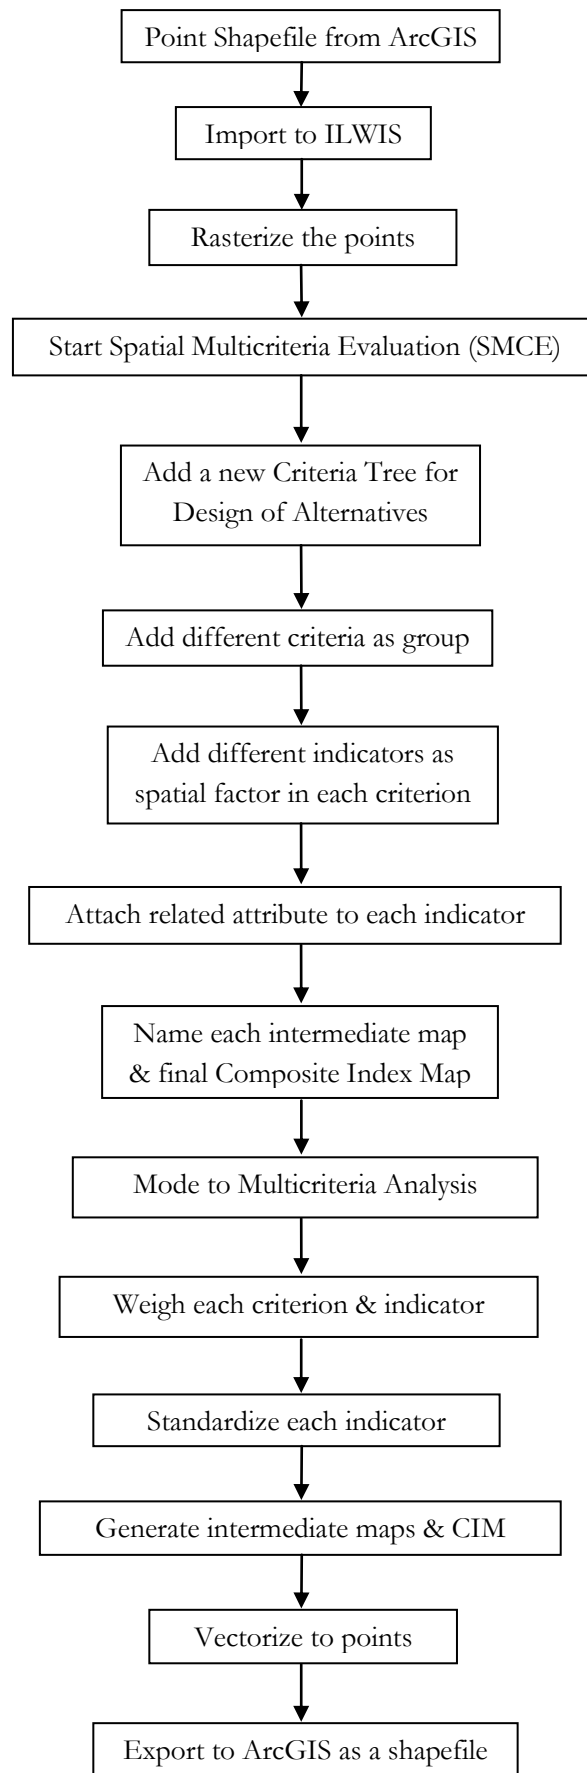 Point Shapefile from ArcGIS
Import to ILWIS
Rasterize the points
Start Spatial Multicriteria Evaluation (SMCE)
Add a new Criteria Tree for
Design of Alternatives
Add different criteria as group
Add different indicators as
spatial factor in each criterion
Attach related attribute to each indicator
Name each intermediate map
& final Composite Index Map
Mode to Multicriteria Analysis
Weigh each criterion & indicator
Standardize each indicator
Generate intermediate maps & CIM
Vectorize to points
Export to ArcGIS as a shapefile